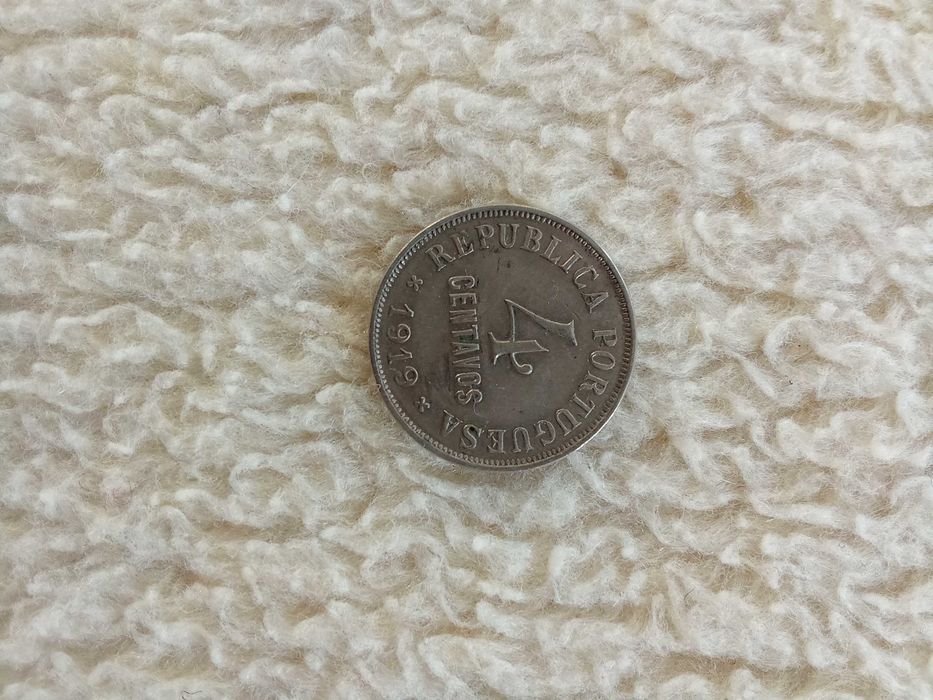 REPUBLICA PORTUGUESA
4
CENTAVOS
* 1919 *